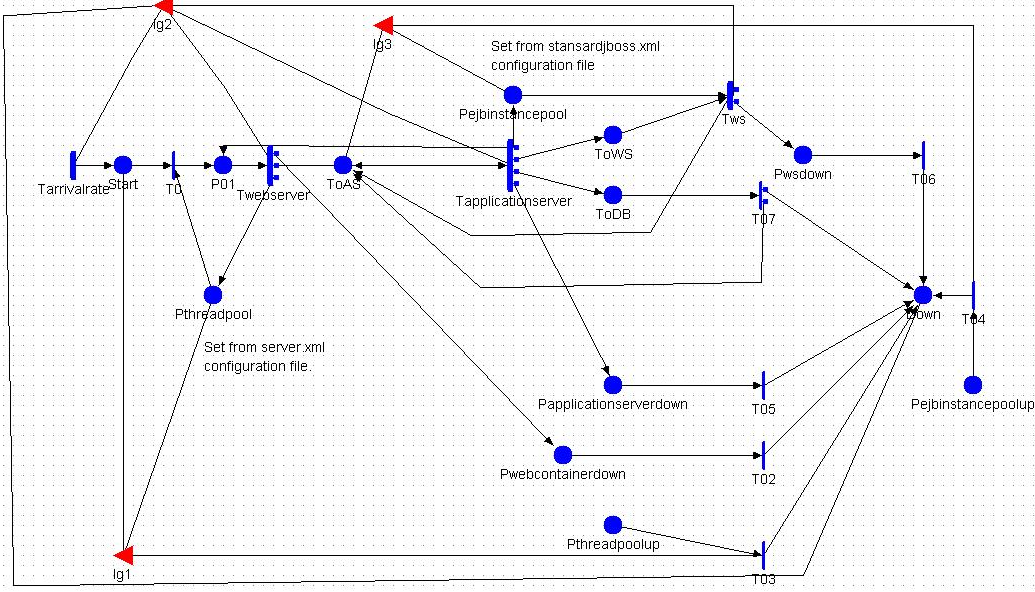 Ig2
Ig3
Set from stansardjboss.xml
configuration file
Pejbinstancepool
Tws
ToWS
Tarrivalrate
Start
T0
P01
Twebserver
ToAS
Tapplicationserver
Pwsdown
T06
ToDB
T07
Pthreadpool
Down
T04
Set from server.xml
configuration file.
Papplicationserverdown
T05
Pejbinstancepoolup
Pwebcontainerdown
T02
Pthreadpoolup
Ig1
T03